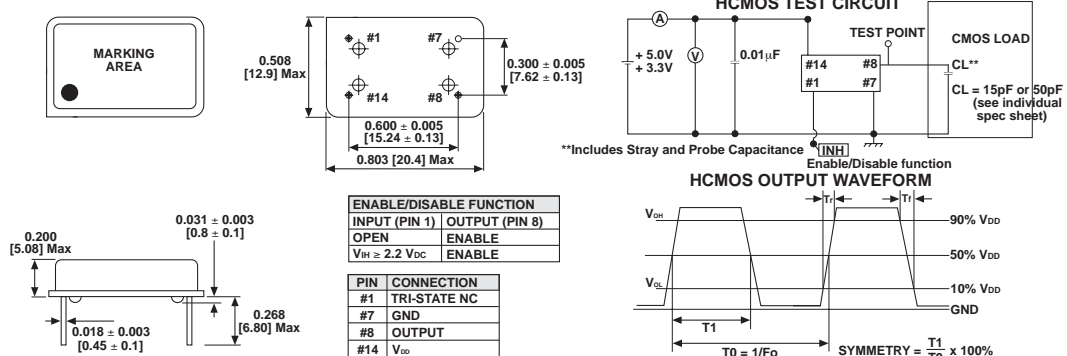 MARKING
AREA
0.508
[12.9] Max
#1
#7
#14
#8
0.300 ± 0.005
[7.62 ± 0.13]
0.600 ± 0.005
[15.24 ± 0.13]
0.803 [20.4] Max
HCMOS TEST CIRCUIT
A
V
+ 5.0V
+ 3.3V
0.01µF
TEST POINT
#14 #8
#1 #7
CMOS LOAD
CL**
CL = 15pF or 50pF
(see individual
spec sheet)
**Includes Stray and Probe Capacitance
INH
Enable/Disable function
0.200
[5.08] Max
0.031 ± 0.003
[0.8 ± 0.1]
0.018 ± 0.003
[0.45 ± 0.1]
0.268
[6.80] Max
ENABLE/DISABLE FUNCTION
INPUT (PIN 1) OUTPUT (PIN 8)
OPEN ENABLE
VIH ≥ 2.2 VDC ENABLE
PIN CONNECTION
#1 TRI-STATE NC
#7 GND
#8 OUTPUT
#14 VDD
HCMOS OUTPUT WAVEFORM
Tr
Tf
VOH
90% VDD
50% VDD
VOL
10% VDD
GND
T1
T0 = 1/Fo
SYMMETRY = T1/T0 x 100%